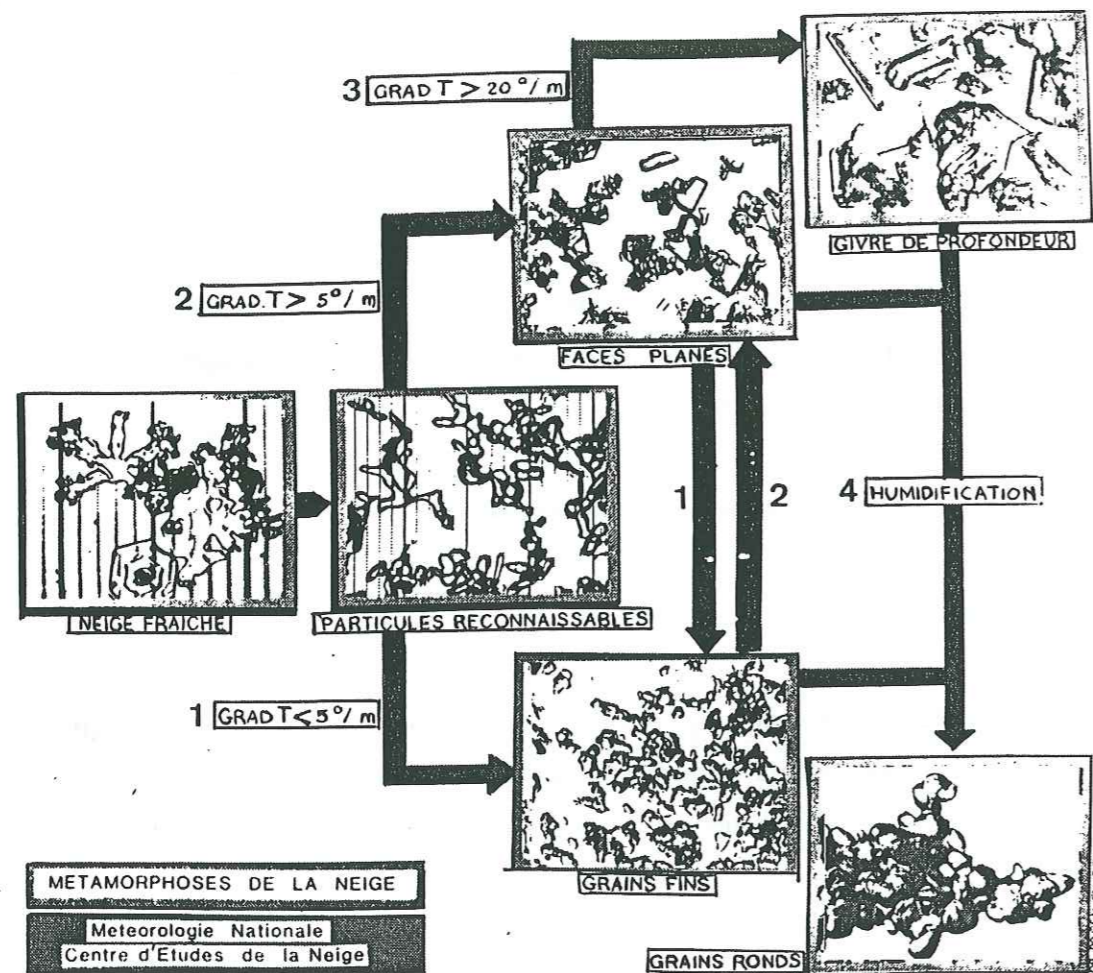 3 GRAD T > 20°/m
GIVRE DE PROFONDEUR
2 GRAD. T > 5°/m
FACES PLANES
1
2
4 HUMIDIFICATION
NEIGE FRAICHE
PARTICULES RECONNAISSABLES
1 GRAD T < 5°/m
GRAINS FINS
METAMORPHOSES DE LA NEIGE
Meteorologie Nationale
Centre d'Etudes de la Neige
GRAINS RONDS